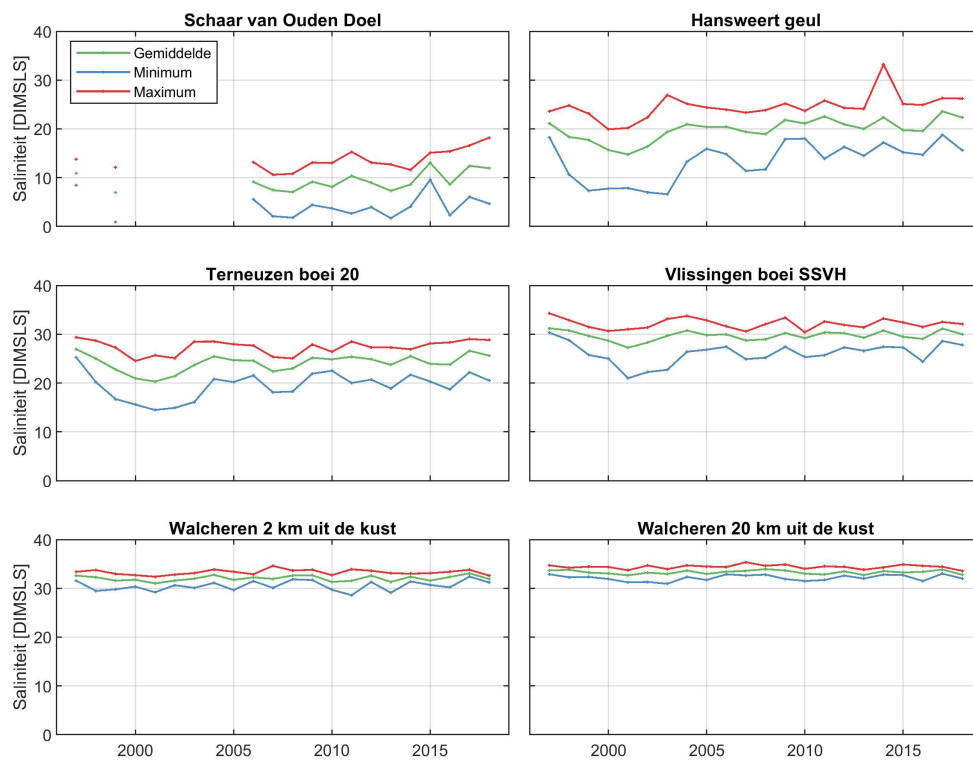 Schaar van Ouden Doel
Hansweert geul
40
30
20
10
0
Saliniteit [DIMSLS]
Gemiddelde
Minimum
Maximum
Terneuzen boei 20
Vlissingen boei SSVH
40
30
20
10
0
Saliniteit [DIMSLS]
Walcheren 2 km uit de kust
Walcheren 20 km uit de kust
40
30
20
10
0
Saliniteit [DIMSLS]
2000 2005 2010 2015
2000 2005 2010 2015